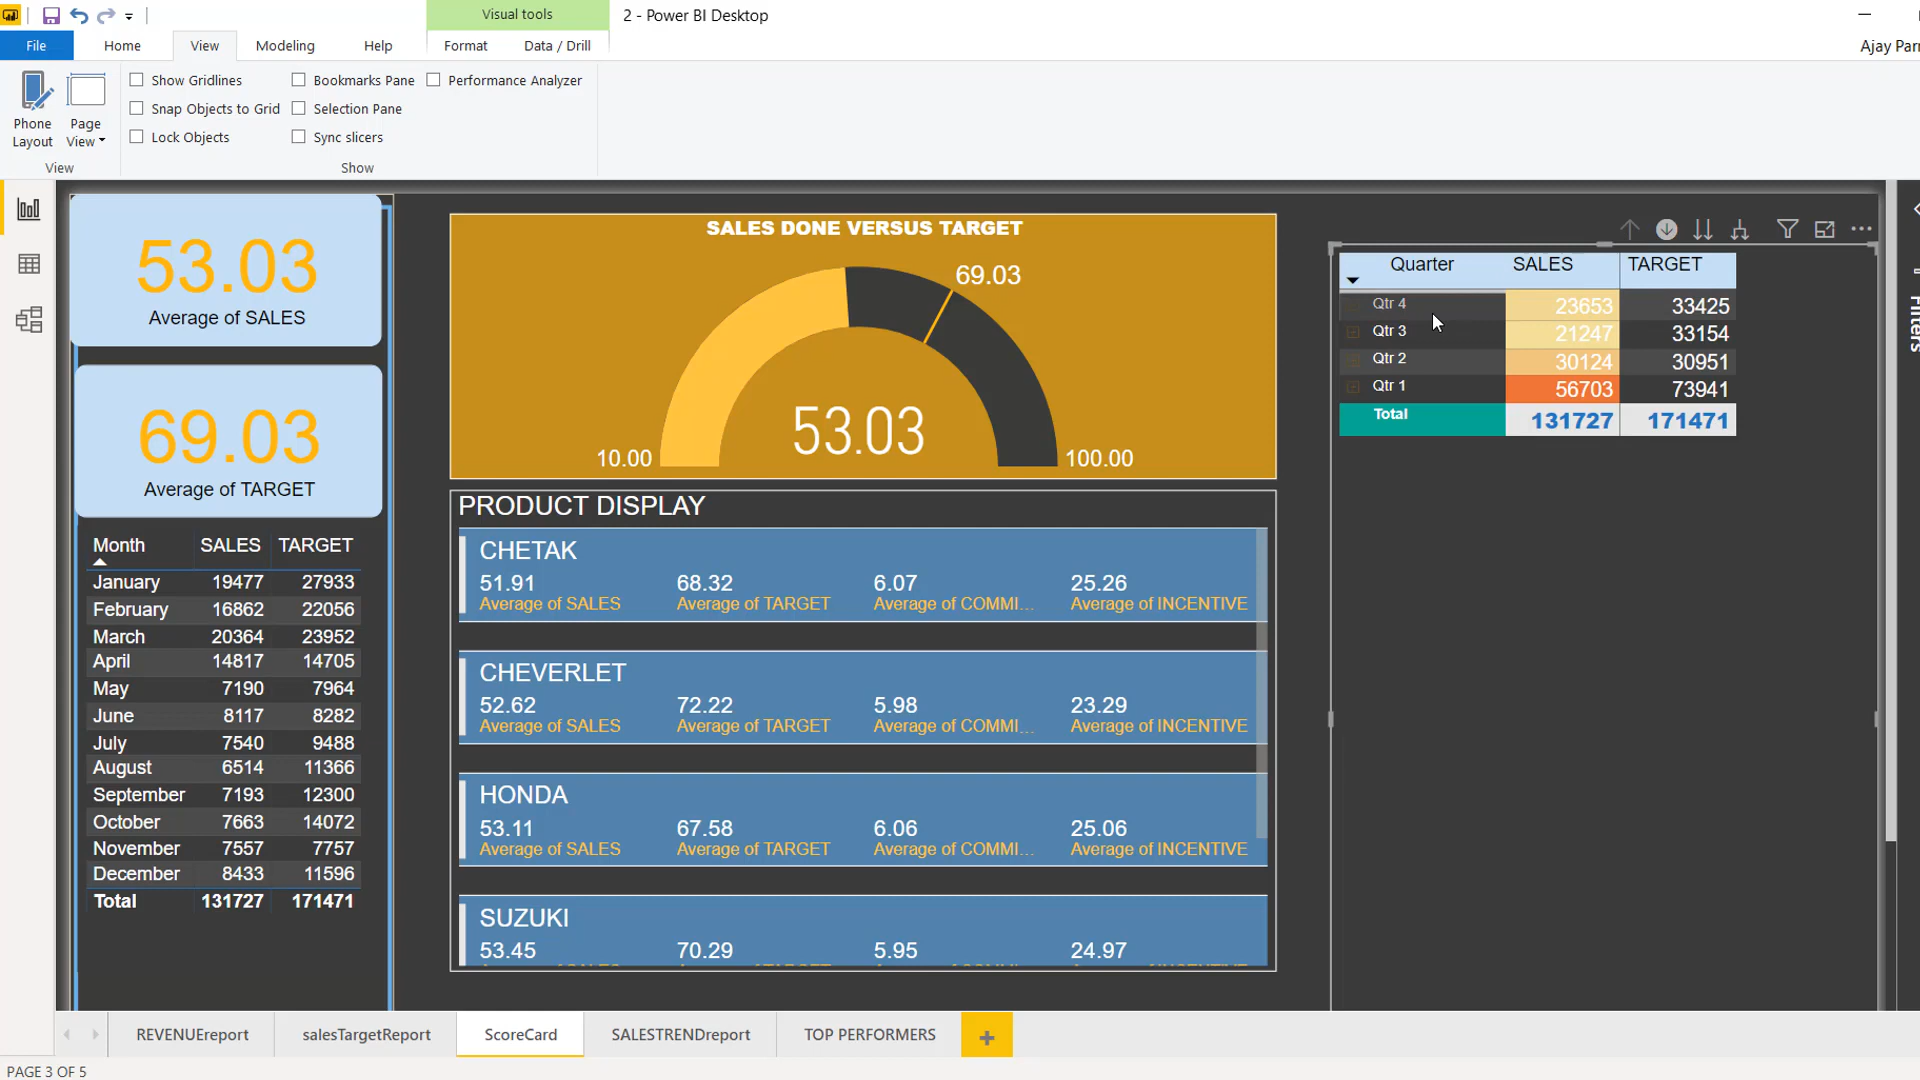 Visual tools
2 - Power BI Desktop
File
Home
View
Modeling
Help
Format
Data / Drill
Ajay Parm
Phone Layout
Page View
Show Gridlines
Snap Objects to Grid
Lock Objects
Bookmarks Pane
Selection Pane
Sync slicers
Performance Analyzer
View
Show
53.03
Average of SALES
69.03
Average of TARGET
Month SALES TARGET
January 19477 27933
February 16862 22056
March 20364 23952
April 14817 14705
May 7190 7964
June 8117 8282
July 7540 9488
August 6514 11366
September 7193 12300
October 7663 14072
November 7557 7757
December 8433 11596
Total 131727 171471
SALES DONE VERSUS TARGET
69.03
53.03
10.00
100.00
PRODUCT DISPLAY
CHETAK
51.91 68.32 6.07 25.26
Average of SALES Average of TARGET Average of COMMI... Average of INCENTIVE
CHEVERLET
52.62 72.22 5.98 23.29
Average of SALES Average of TARGET Average of COMMI... Average of INCENTIVE
HONDA
53.11 67.58 6.06 25.06
Average of SALES Average of TARGET Average of COMMI... Average of INCENTIVE
SUZUKI
53.45 70.29 5.95 24.97
Quarter SALES TARGET
Qtr 4 23653 33425
Qtr 3 21247 33154
Qtr 2 30124 30951
Qtr 1 56703 73941
Total 131727 171471
Filters
REVENUEreport
salesTargetReport
ScoreCard
SALESTRENDreport
TOP PERFORMERS
PAGE 3 OF 5